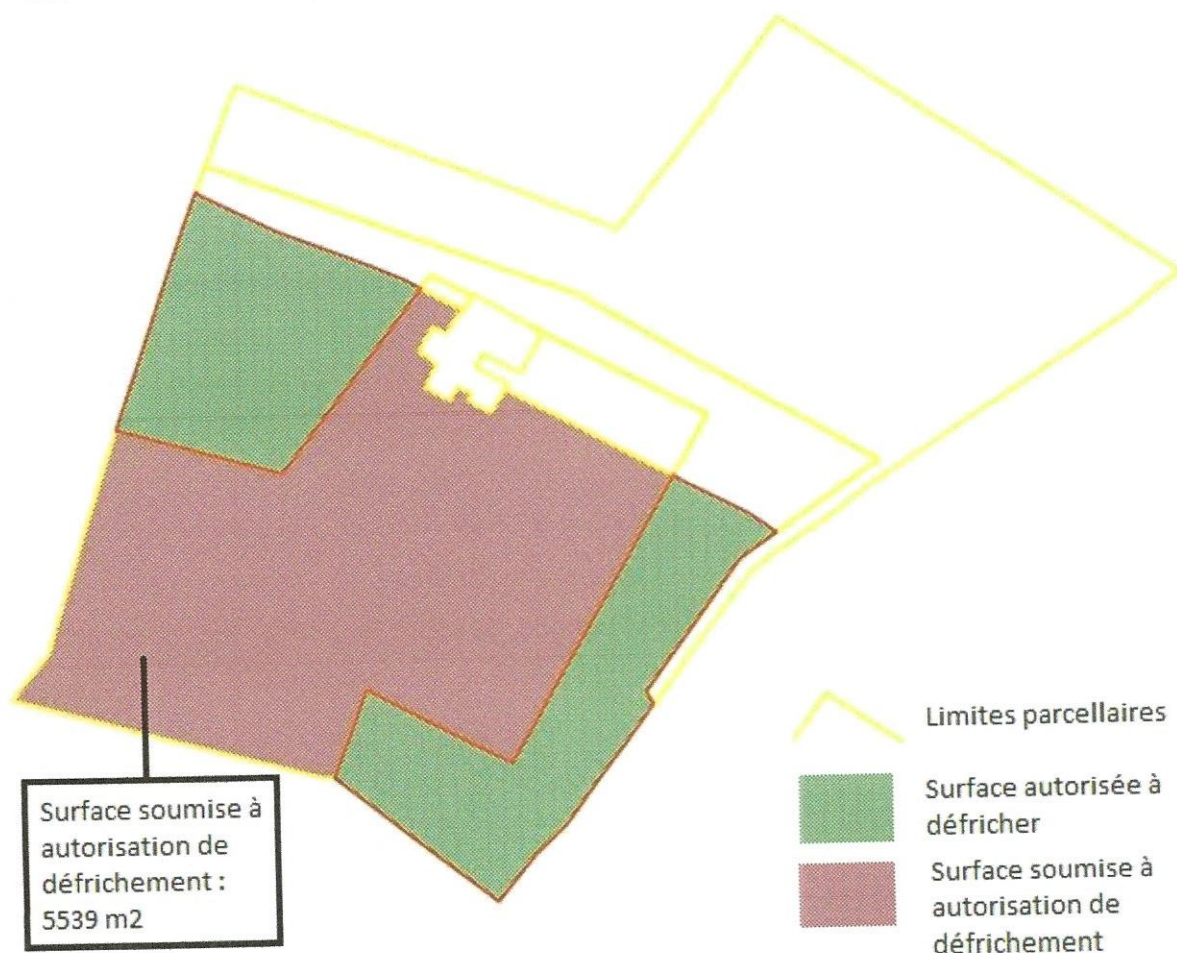 Surface soumise à
autorisation de
défrichement :
5539 m2
Limites parcellaires
Surface autorisée à
défricher
Surface soumise à
autorisation de
défrichement